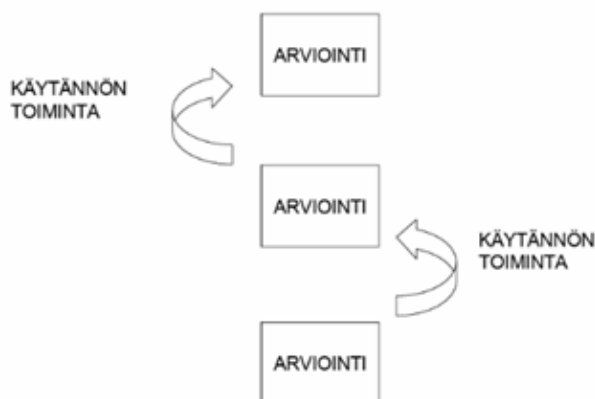 ARVIOINTI
KÄYTÄNNÖN
TOIMINTA
ARVIOINTI
KÄYTÄNNÖN
TOIMINTA
ARVIOINTI